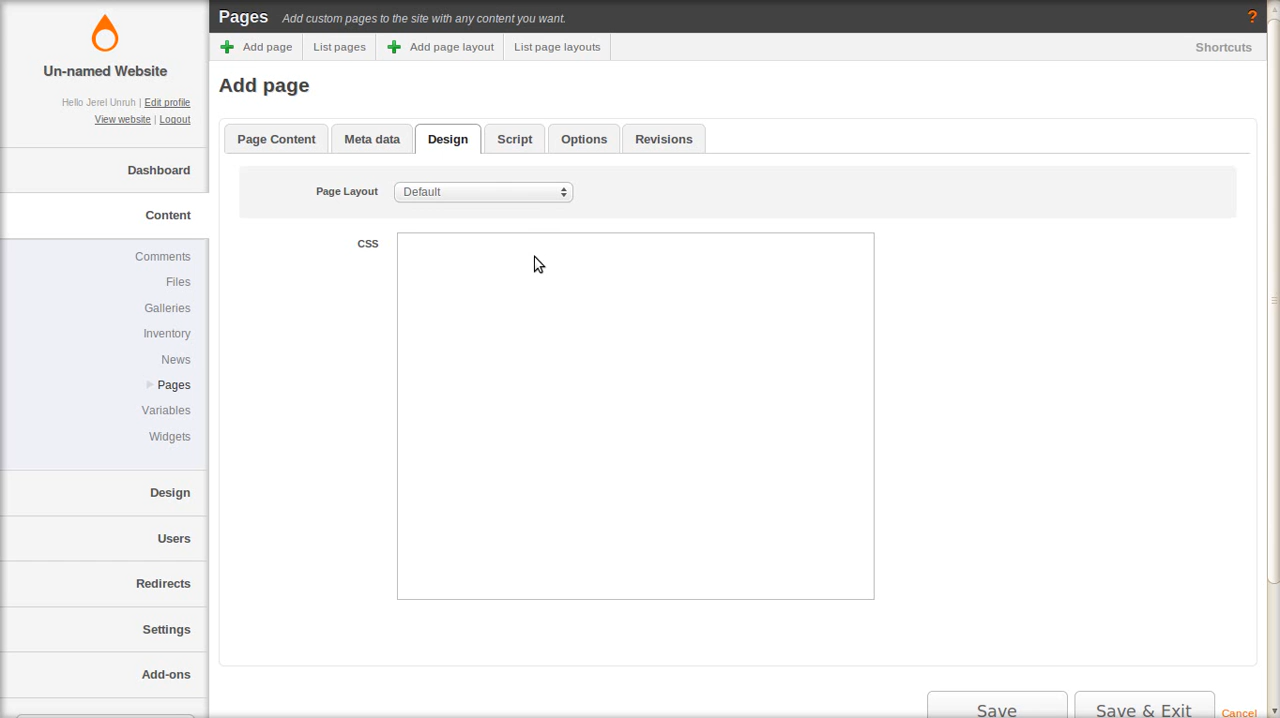 Pages Add custom pages to the site with any content you want. ?
Add page List pages Add page layout List page layouts Shortcuts
Un-named Website
Hello Jerel Unruh | Edit profile
View website | Logout
Dashboard
Content
Comments
Files
Galleries
Inventory
News
Pages
Variables
Widgets
Design
Users
Redirects
Settings
Add-ons
Add page
Page Content Meta data Design Script Options Revisions
Page Layout Default
CSS
Save Save & Exit Cancel